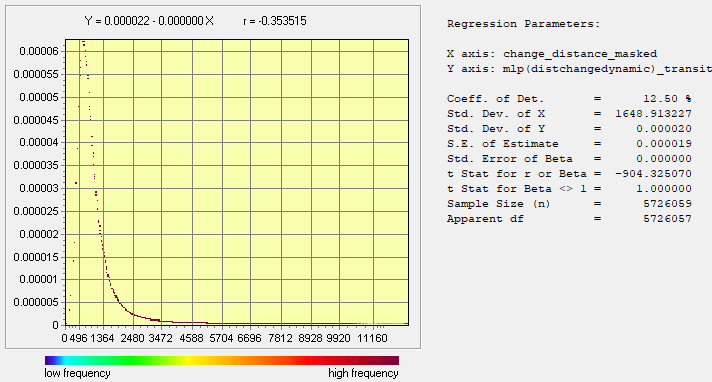 Y = 0.000022 - 0.000000 X r = -0.353515
0.00006
0.000055
0.00005
0.000045
0.00004
0.000035
0.00003
0.000025
0.00002
0.000015
0.00001
0.000005
0
0 496 1364 2480 3472 4588 5704 6696 7812 8928 9920 11160
low frequency high frequency
Regression Parameters:
X axis: change_distance_masked
Y axis: mlp(distchangedynamic)_transit
Coeff. of Det. = 12.50 %
Std. Dev. of X = 1648.913227
Std. Dev. of Y = 0.000020
S.E. of Estimate = 0.000019
Std. Error of Beta = 0.000000
t Stat for r or Beta = -904.325070
t Stat for Beta <> 1 = 1.000000
Sample Size (n) = 5726059
Apparent df = 5726057